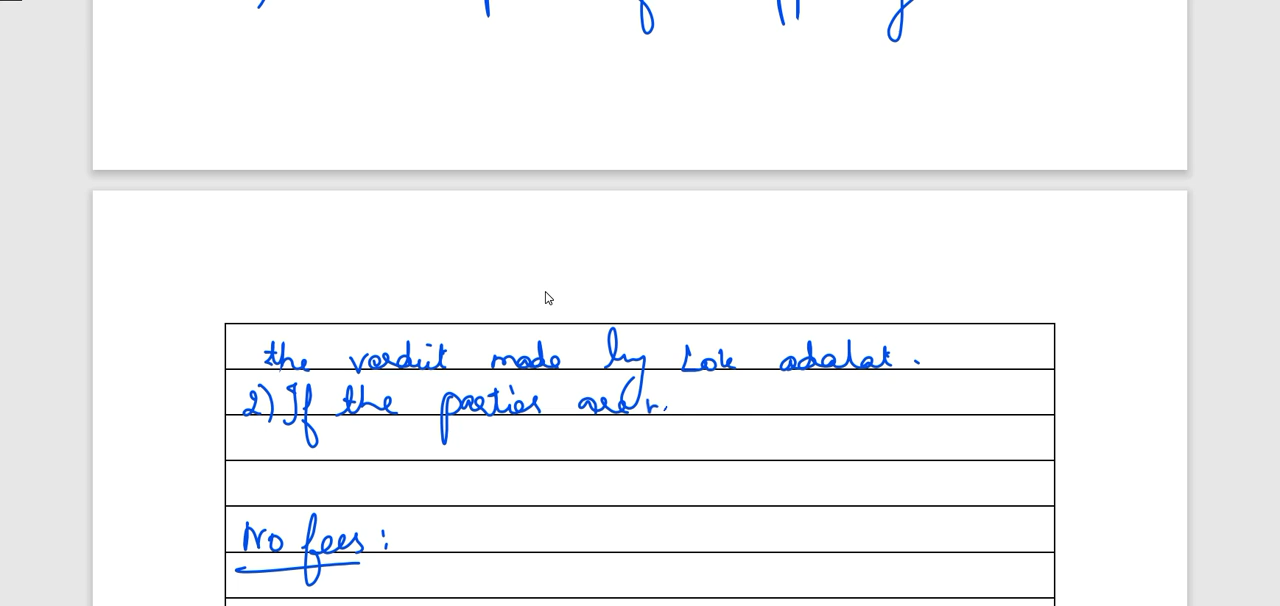 the verdict made by Lok adalat.
2) If the parties are
No fees: